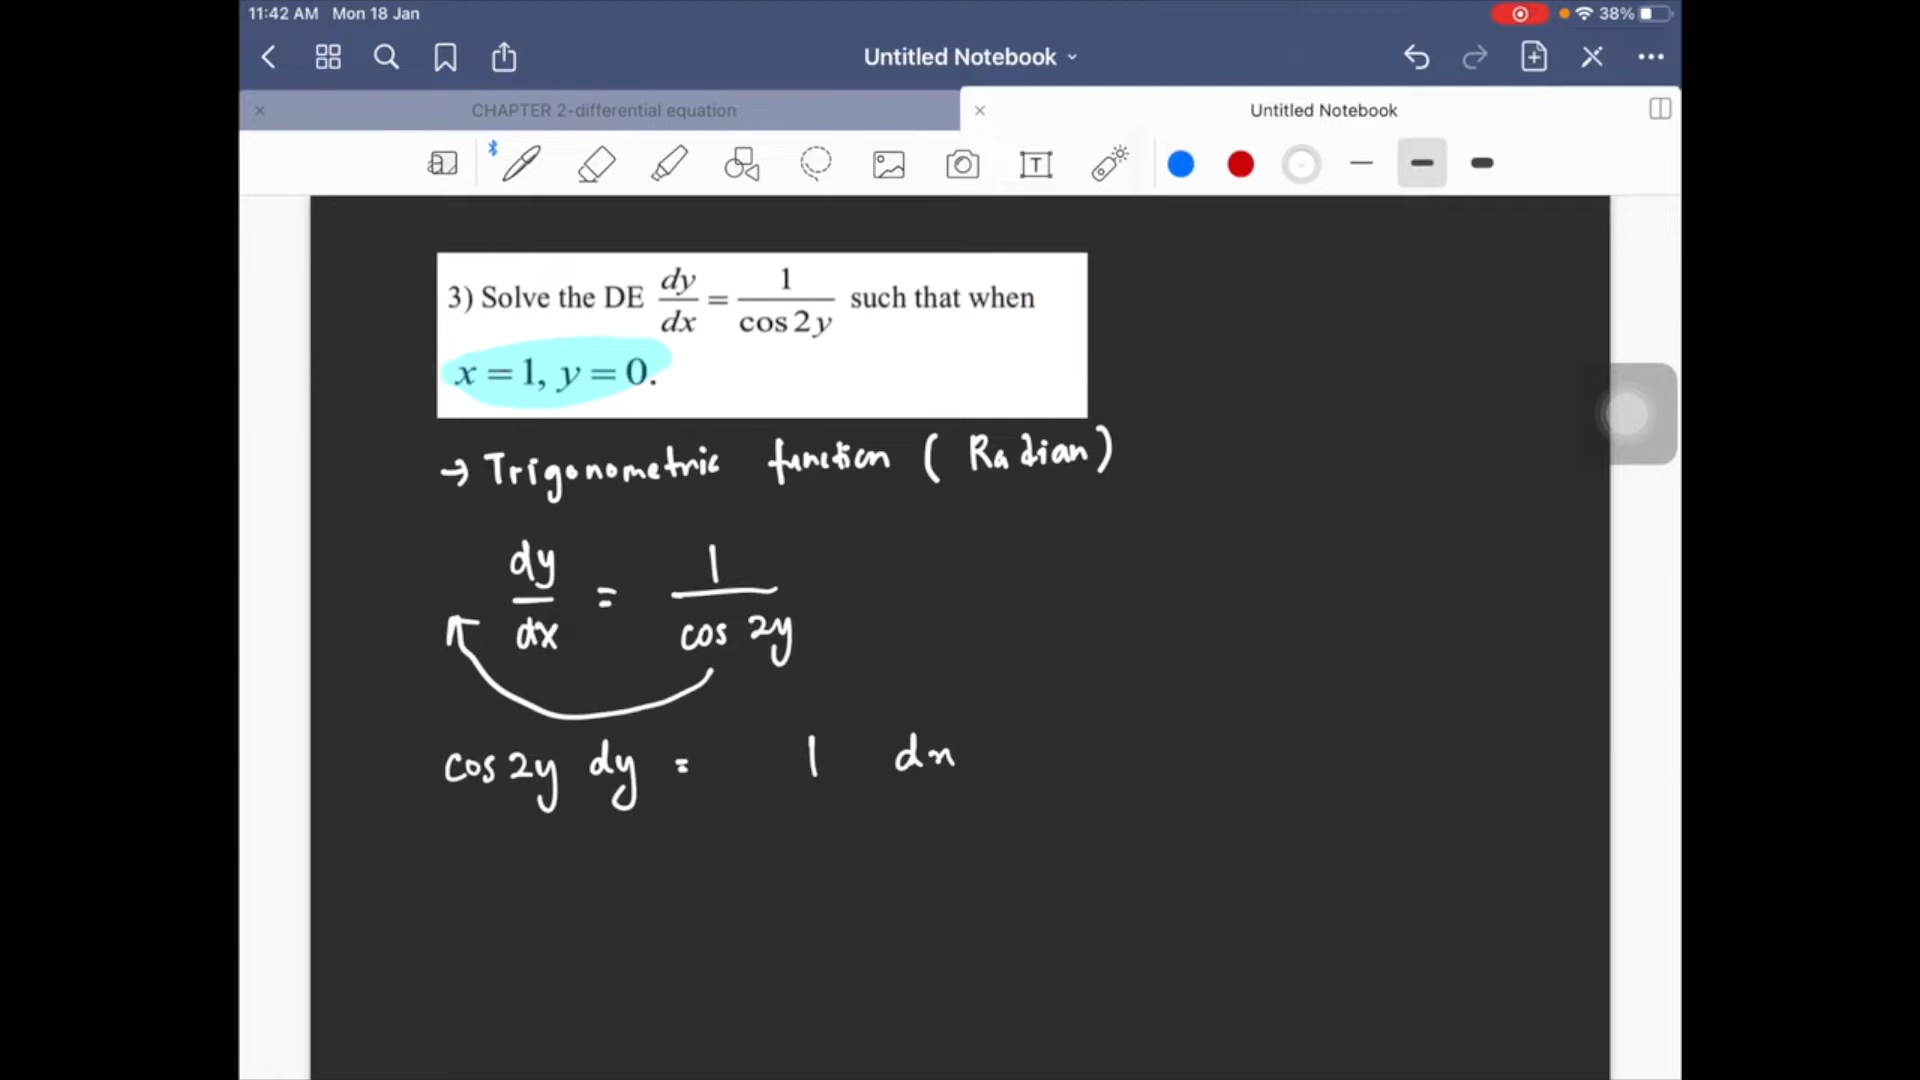 11:42 AM Mon 18 Jan
38%
Untitled Notebook
CHAPTER 2-differential equation
Untitled Notebook
T
3) Solve the DE dy/dx = 1/cos 2y such that when
x = 1, y = 0.
→ Trigonometric function ( Radian )
dy/dx = 1/cos 2y
cos 2y dy = 1 dx